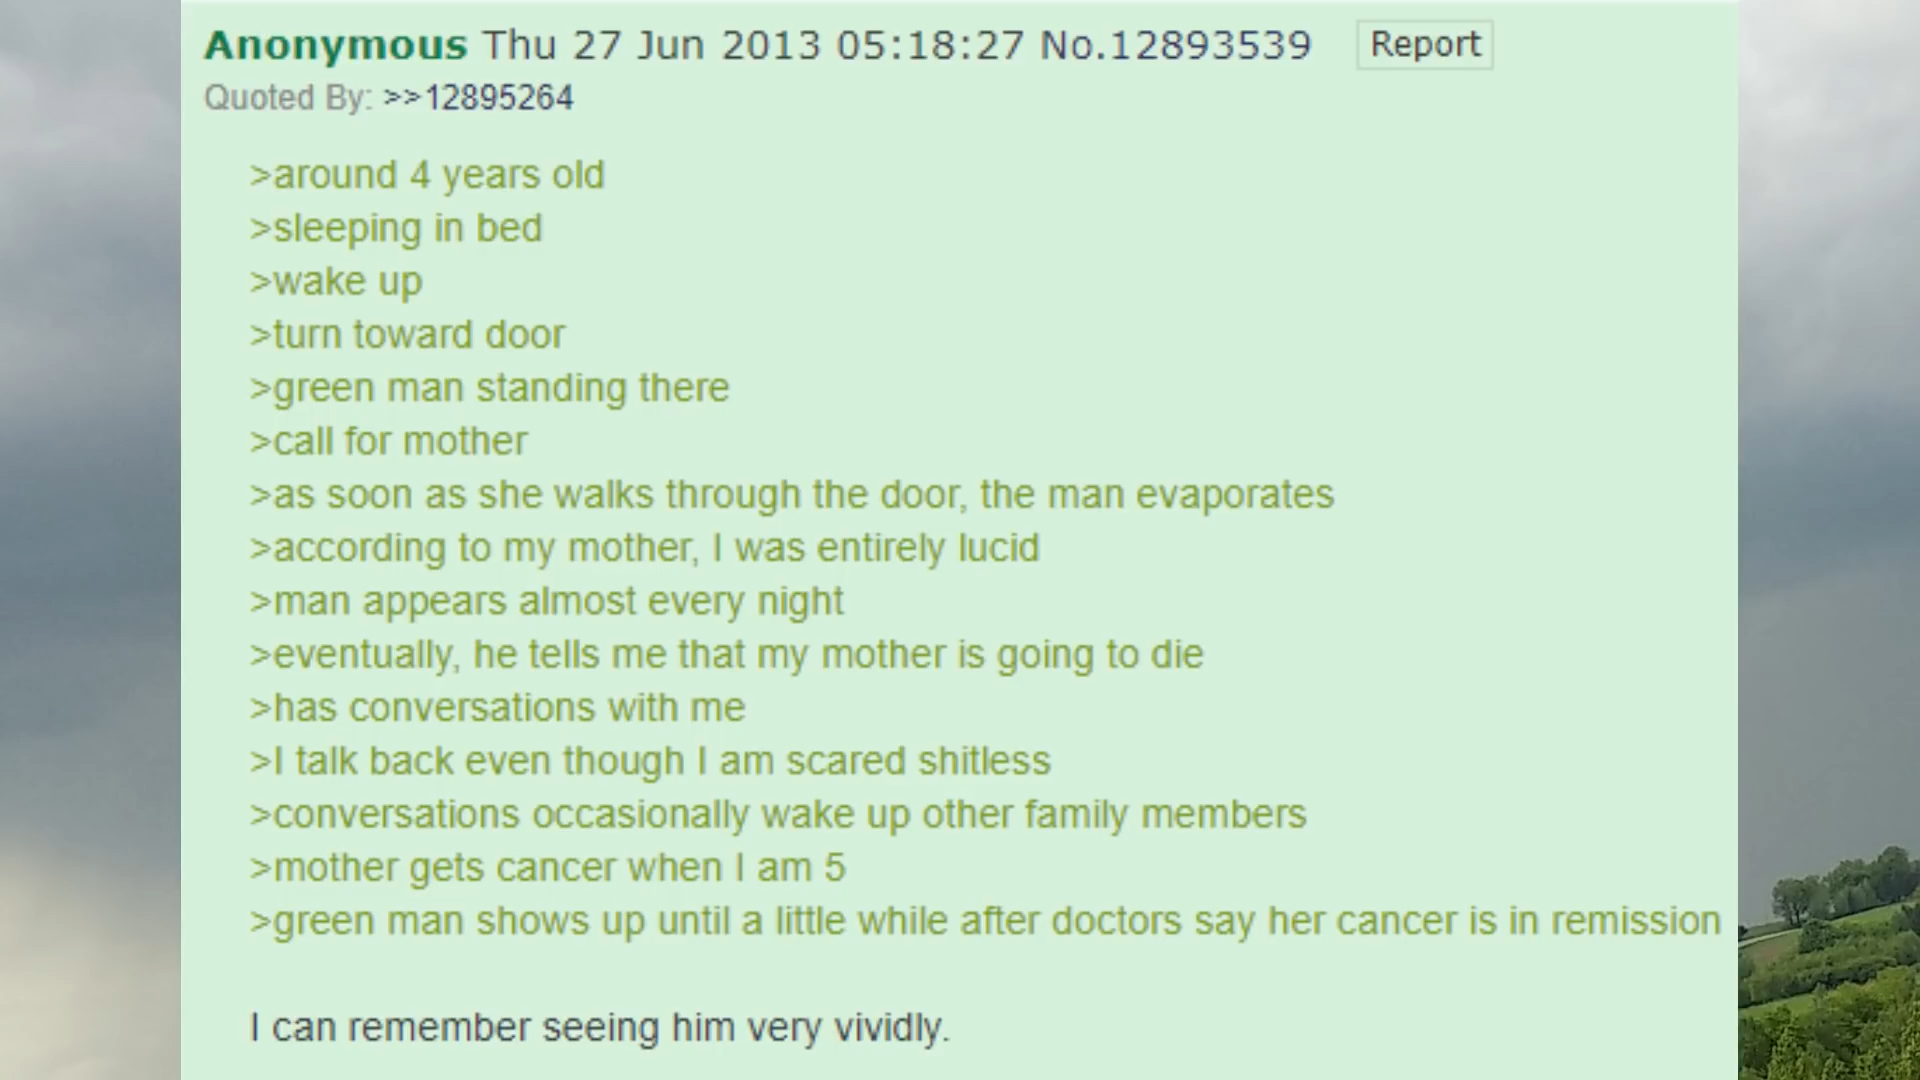 Anonymous Thu 27 Jun 2013 05:18:27 No.12893539 Report
Quoted By: >>12895264
>around 4 years old
>sleeping in bed
>wake up
>turn toward door
>green man standing there
>call for mother
>as soon as she walks through the door, the man evaporates
>according to my mother, I was entirely lucid
>man appears almost every night
>eventually, he tells me that my mother is going to die
>has conversations with me
>I talk back even though I am scared shitless
>conversations occasionally wake up other family members
>mother gets cancer when I am 5
>green man shows up until a little while after doctors say her cancer is in remission
I can remember seeing him very vividly.